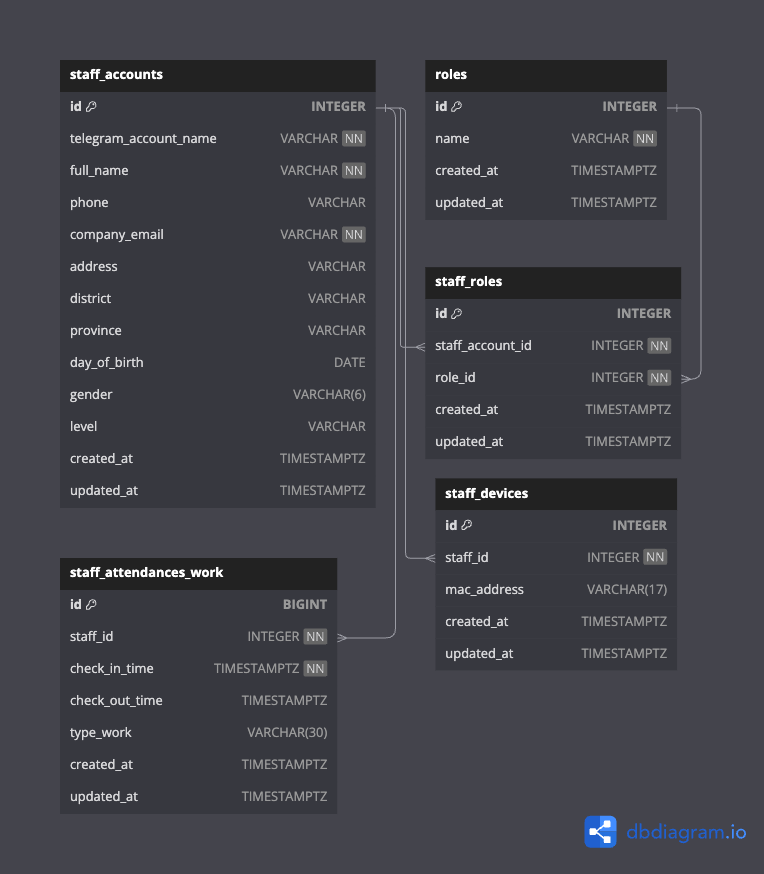 staff_accounts
id INTEGER
telegram_account_name VARCHAR NN
full_name VARCHAR NN
phone VARCHAR
company_email VARCHAR NN
address VARCHAR
district VARCHAR
province VARCHAR
day_of_birth DATE
gender VARCHAR(6)
level VARCHAR
created_at TIMESTAMPTZ
updated_at TIMESTAMPTZ
roles
id INTEGER
name VARCHAR NN
created_at TIMESTAMPTZ
updated_at TIMESTAMPTZ
staff_roles
id INTEGER
staff_account_id INTEGER NN
role_id INTEGER NN
created_at TIMESTAMPTZ
updated_at TIMESTAMPTZ
staff_devices
id INTEGER
staff_id INTEGER NN
mac_address VARCHAR(17)
created_at TIMESTAMPTZ
updated_at TIMESTAMPTZ
staff_attendances_work
id BIGINT
staff_id INTEGER NN
check_in_time TIMESTAMPTZ NN
check_out_time TIMESTAMPTZ
type_work VARCHAR(30)
created_at TIMESTAMPTZ
updated_at TIMESTAMPTZ
dbdiagram.io